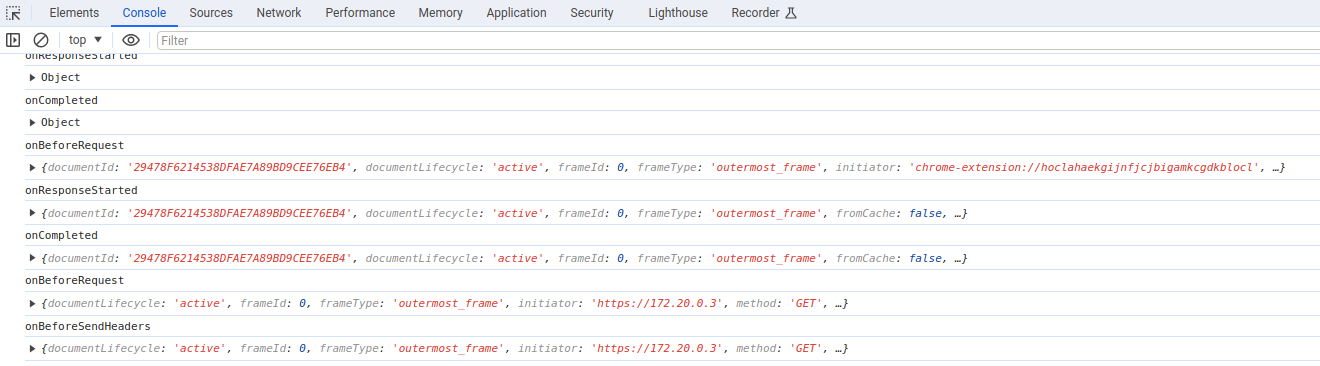 Elements Console Sources Network Performance Memory Application Security Lighthouse Recorder
top Filter
onResponseStarted
Object
onCompleted
Object
onBeforeRequest
{documentId: '29478F6214538DFAE7A89BD9CEE76EB4', documentLifecycle: 'active', frameId: 0, frameType: 'outermost_frame', initiator: 'chrome-extension://hoclahaekgijnfjcjbigamkcgdkblocl', …}
onResponseStarted
{documentId: '29478F6214538DFAE7A89BD9CEE76EB4', documentLifecycle: 'active', frameId: 0, frameType: 'outermost_frame', fromCache: false, …}
onCompleted
{documentId: '29478F6214538DFAE7A89BD9CEE76EB4', documentLifecycle: 'active', frameId: 0, frameType: 'outermost_frame', fromCache: false, …}
onBeforeRequest
{documentLifecycle: 'active', frameId: 0, frameType: 'outermost_frame', initiator: 'https://172.20.0.3', method: 'GET', …}
onBeforeSendHeaders
{documentLifecycle: 'active', frameId: 0, frameType: 'outermost_frame', initiator: 'https://172.20.0.3', method: 'GET', …}